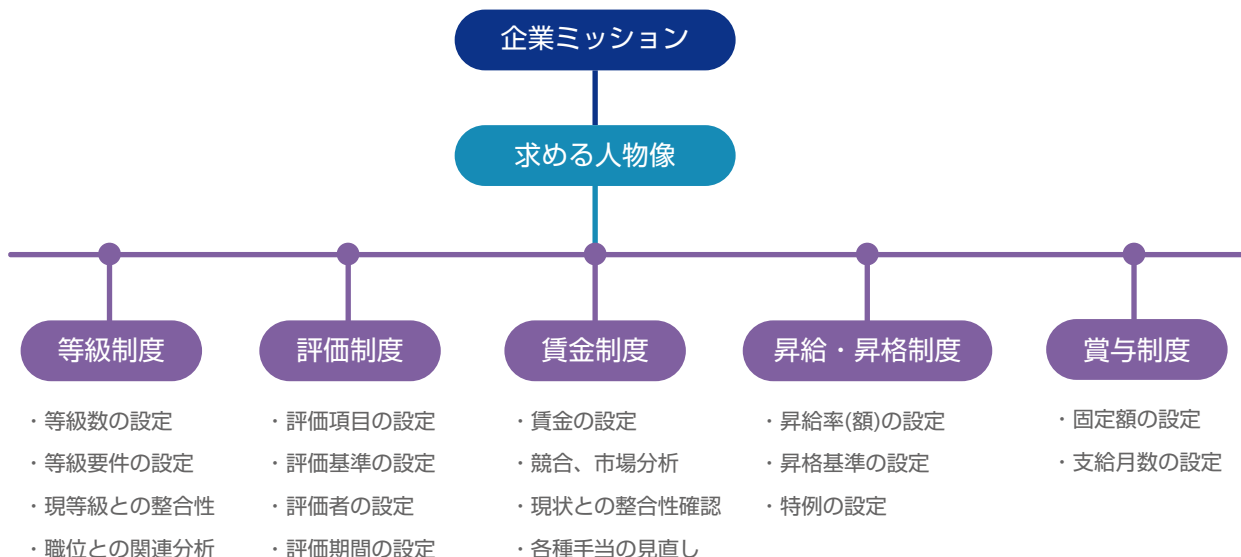 企業ミッション
求める人物像
等級制度
・等級数の設定
・等級要件の設定
・現等級との整合性
・職位との関連分析
評価制度
・評価項目の設定
・評価基準の設定
・評価者の設定
・評価期間の設定
賃金制度
・賃金の設定
・競合、市場分析
・現状との整合性確認
・各種手当の見直し
昇給・昇格制度
・昇給率(額)の設定
・昇格基準の設定
・特例の設定
賞与制度
・固定額の設定
・支給月数の設定